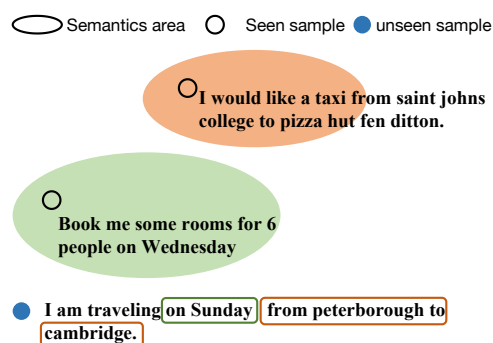 Semantics area Seen sample unseen sample
I would like a taxi from saint johns
college to pizza hut fen ditton.
Book me some rooms for 6
people on Wednesday
I am traveling on Sunday from peterborough to
cambridge.